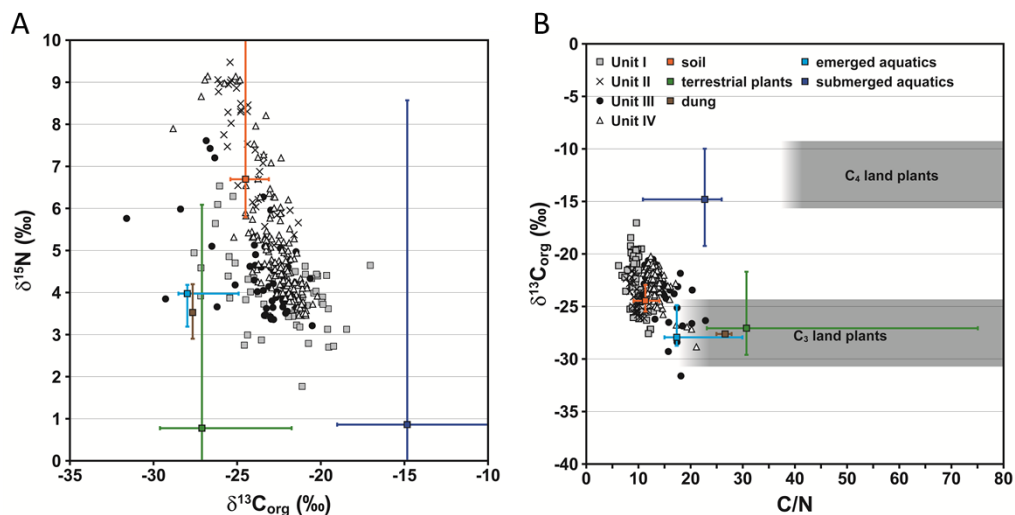 A
10
9
8
7
6
5
4
3
2
1
0
δ15N (‰)
-35 -30 -25 -20 -15 -10
δ13Corg (‰)
B
0
-5
-10
-15
-20
-25
-30
-35
-40
δ13Corg (‰)
Unit I soil emerged aquatics
Unit II terrestrial plants submerged aquatics
Unit III dung
Unit IV
C4 land plants
C3 land plants
0 10 20 30 40 50 60 70 80
C/N